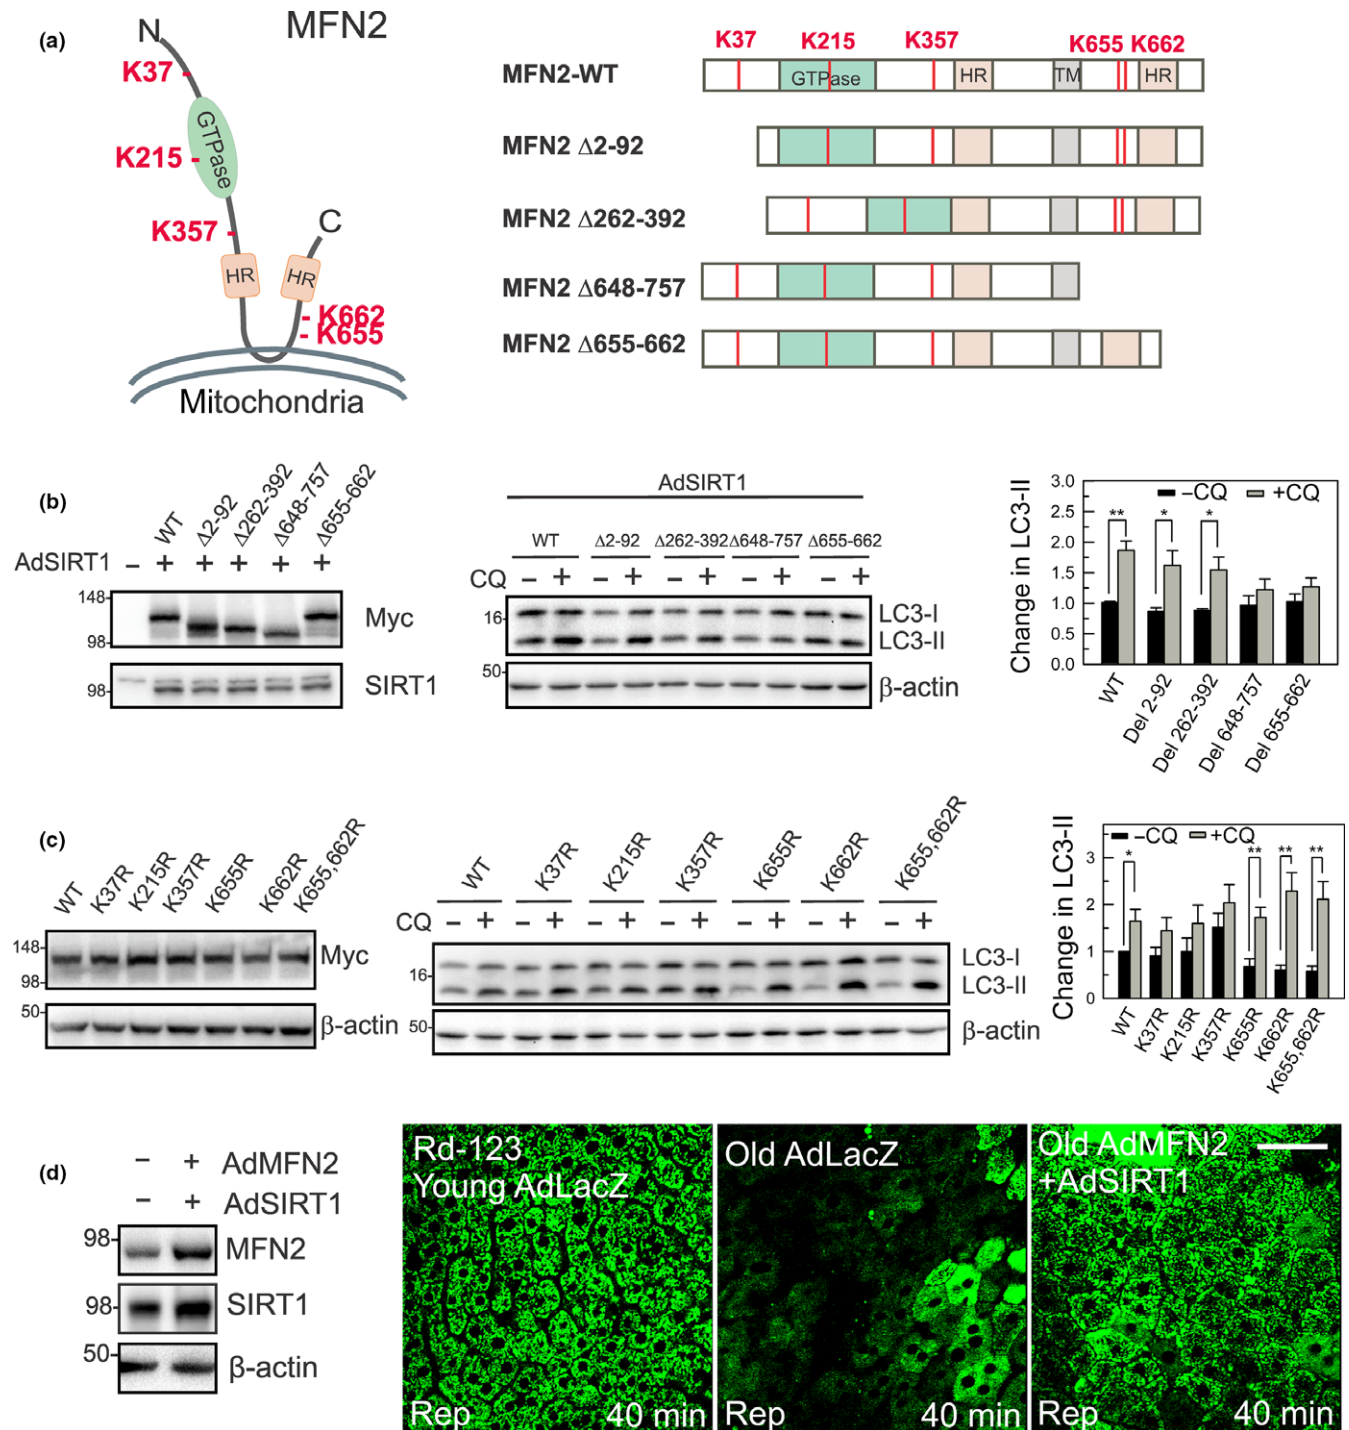 (a)
MFN2
N
K37
GTPase
K215
K357
C
HR
HR
K662
K655
Mitochondria
K37 K215 K357 K655 K662
MFN2-WT
GTPase HR TM HR
MFN2 Δ2-92
MFN2 Δ262-392
MFN2 Δ648-757
MFN2 Δ655-662
(b)
WT Δ2-92 Δ262-392 Δ648-757 Δ655-662
AdSIRT1 – + + + + +
148
98
Myc
98
SIRT1
AdSIRT1
WT Δ2-92 Δ262-392 Δ648-757 Δ655-662
CQ – + – + – + – + – +
16
LC3-I
LC3-II
50
β-actin
Change in LC3-II
3.0
2.5
2.0
1.5
1.0
0.5
0.0
–CQ +CQ
** * *
WT Del 2-92 Del 262-392 Del 648-757 Del 655-662
(c)
WT K37R K215R K357R K655R K662R K655,662R
148
98
Myc
50
β-actin
WT K37R K215R K357R K655R K662R K655,662R
CQ – + – + – + – + – + – + – +
16
LC3-I
LC3-II
50
β-actin
Change in LC3-II
3
2
1
0
–CQ +CQ
* ** ** **
WT K37R K215R K357R K655R K662R K655,662R
(d)
– + AdMFN2
– + AdSIRT1
98
MFN2
98
SIRT1
50
β-actin
Rd-123
Young AdLacZ
Rep 40 min
Old AdLacZ
Rep 40 min
Old AdMFN2
+AdSIRT1
Rep 40 min